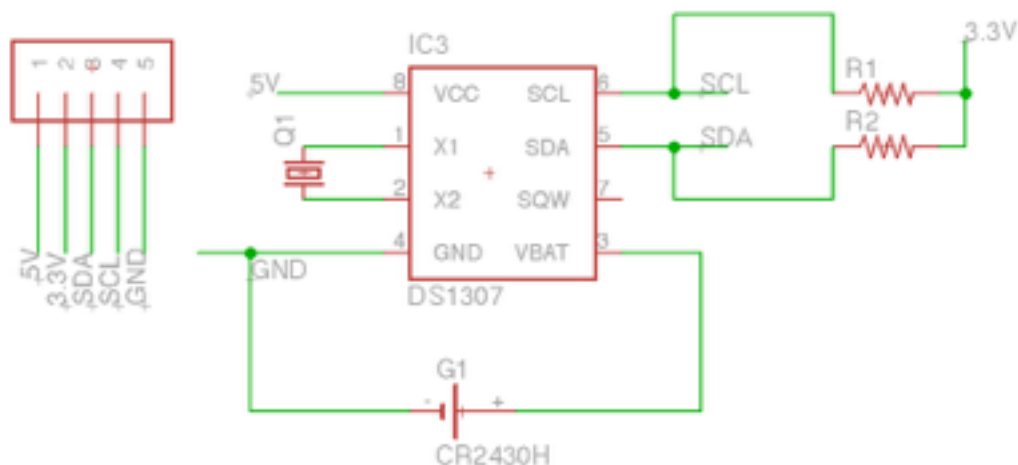 1 2 3 4 5
5V
3.3V
SDA
SCL
GND
IC3
5V
8 VCC SCL 6
SCL
Q1
1 X1 SDA 5
SDA
2 X2 SQW 7
4 GND VBAT 3
GND
DS1307
R1
R2
3.3V
G1
- +
CR2430H